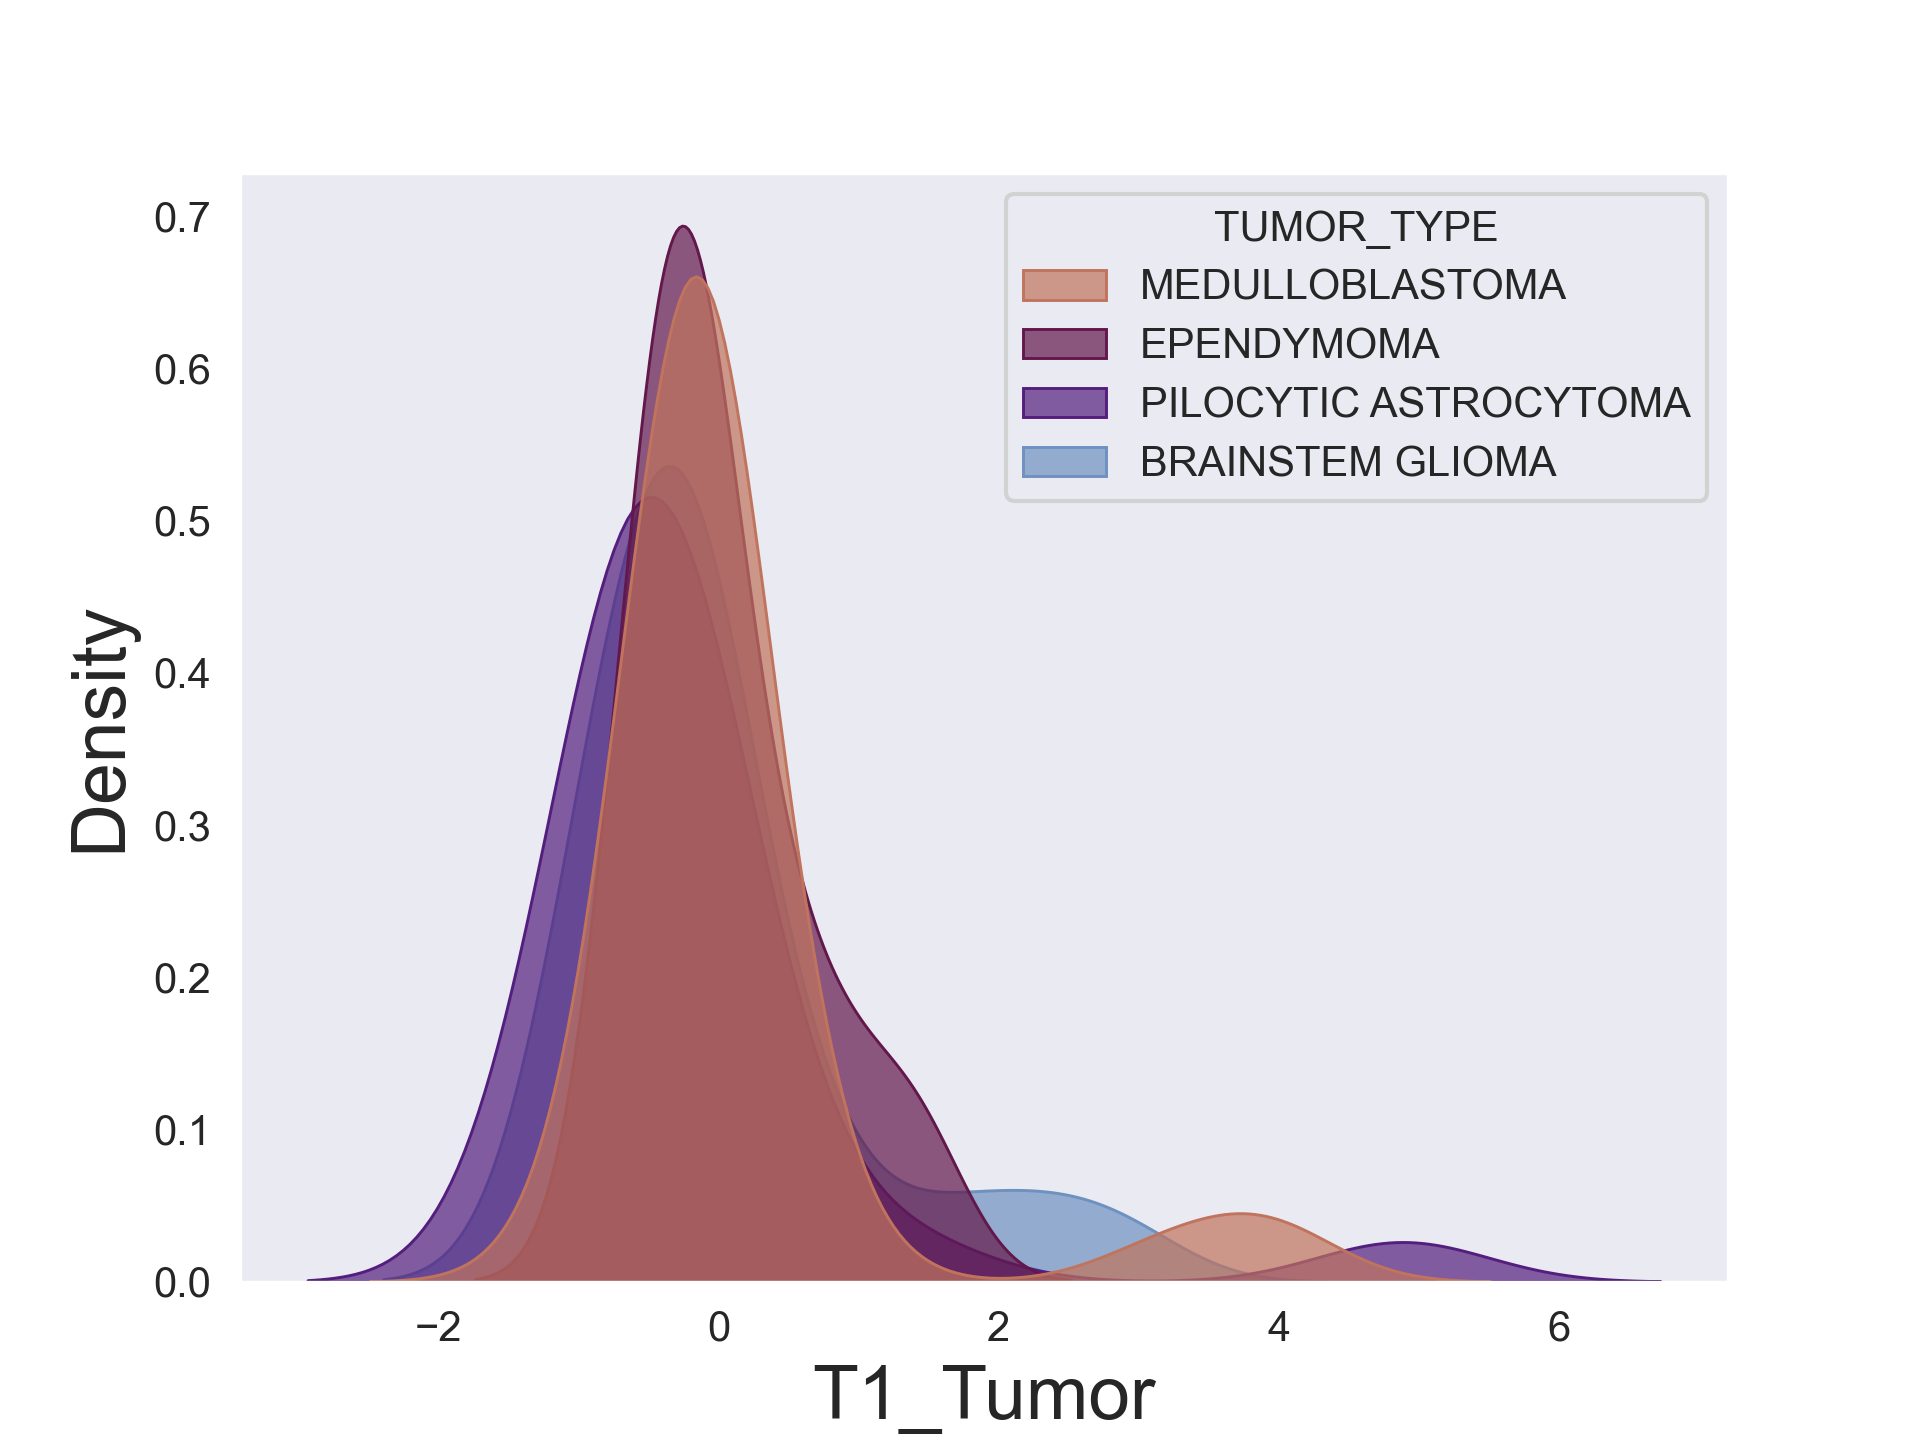 TUMOR_TYPE
MEDULLOBLASTOMA
EPENDYMOMA
PILOCYTIC ASTROCYTOMA
BRAINSTEM GLIOMA
Density
0.7
0.6
0.5
0.4
0.3
0.2
0.1
0.0
−2 0 2 4 6
T1_Tumor